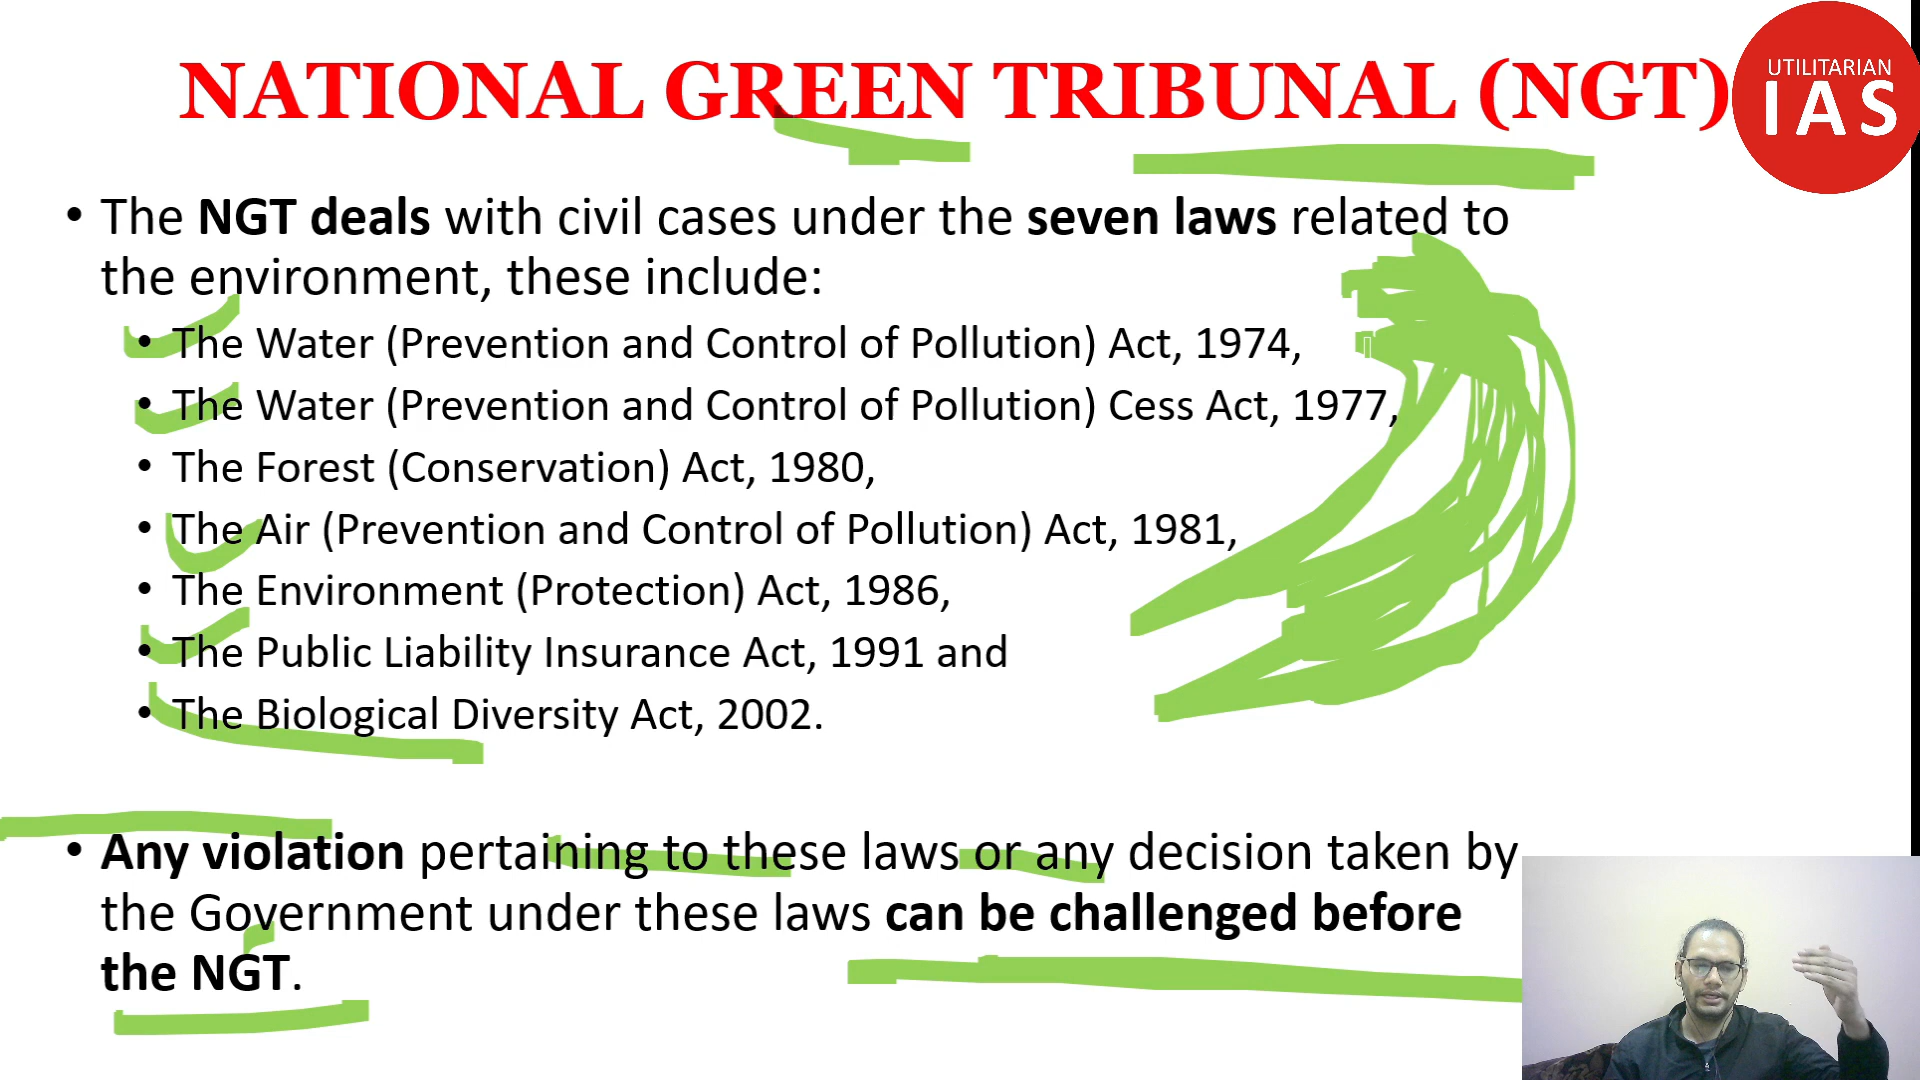 NATIONAL GREEN TRIBUNAL (NGT)
UTILITARIAN
IAS
• The NGT deals with civil cases under the seven laws related to
the environment, these include:
• The Water (Prevention and Control of Pollution) Act, 1974,
• The Water (Prevention and Control of Pollution) Cess Act, 1977,
• The Forest (Conservation) Act, 1980,
• The Air (Prevention and Control of Pollution) Act, 1981,
• The Environment (Protection) Act, 1986,
• The Public Liability Insurance Act, 1991 and
• The Biological Diversity Act, 2002.
• Any violation pertaining to these laws or any decision taken by
the Government under these laws can be challenged before
the NGT.